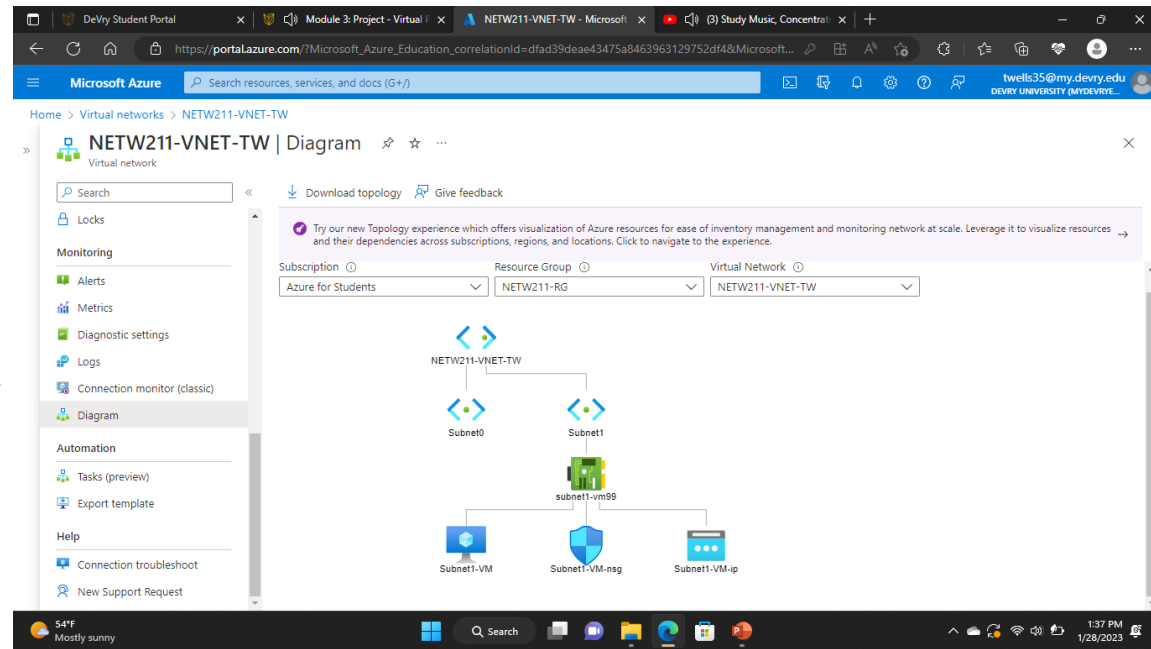 DeVry Student Portal
Module 3: Project - Virtual
NETW211-VNET-TW - Microsoft
(3) Study Music, Concentrati
https://portal.azure.com/?Microsoft_Azure_Education_correlationId=dfad39deae43475a8463963129752df48&Microsoft...
Microsoft Azure
Search resources, services, and docs (G+/)
twells35@my.devry.edu
DEVRY UNIVERSITY (MYDEVRYE...
Home > Virtual networks > NETW211-VNET-TW
NETW211-VNET-TW | Diagram
Virtual network
Search
Download topology
Give feedback
Locks
Try our new Topology experience which offers visualization of Azure resources for ease of inventory management and monitoring network at scale. Leverage it to visualize resources
and their dependencies across subscriptions, regions, and locations. Click to navigate to the experience.
Monitoring
Subscription
Resource Group
Virtual Network
Alerts
Azure for Students
NETW211-RG
NETW211-VNET-TW
Metrics
Diagnostic settings
Logs
Connection monitor (classic)
Diagram
Automation
Tasks (preview)
Export template
Help
Connection troubleshoot
New Support Request
NETW211-VNET-TW
Subnet0
Subnet1
subnet1-vm99
Subnet1-VM
Subnet1-VM-nsg
Subnet1-VM-ip
54°F
Mostly sunny
Search
1:37 PM
1/28/2023